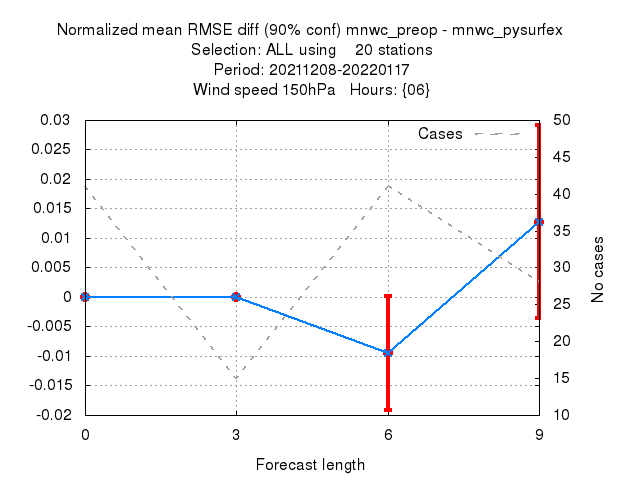 Normalized mean RMSE diff (90% conf) mnwc_preop - mnwc_pysurfex
Selection: ALL using    20 stations
Period: 20211208-20220117
Wind speed 150hPa   Hours: {06}
Cases
0.03
0.025
0.02
0.015
0.01
0.005
0
-0.005
-0.01
-0.015
-0.02
50
45
40
35
30
25
20
15
10
No cases
0 3 6 9
Forecast length